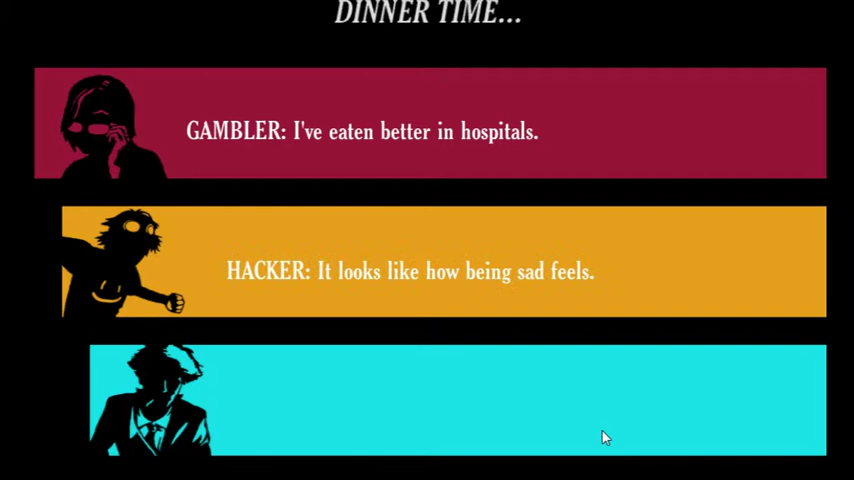 DINNER TIME...
GAMBLER: I've eaten better in hospitals.
HACKER: It looks like how being sad feels.